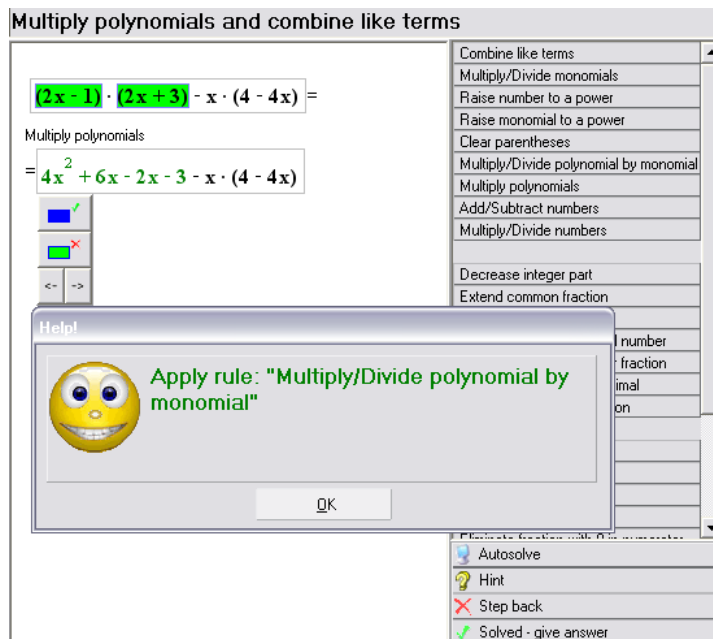 Multiply polynomials and combine like terms
(2x - 1) · (2x + 3) - x · (4 - 4x) =
Multiply polynomials
= 4x² + 6x - 2x - 3 - x · (4 - 4x)
<- ->
Combine like terms
Multiply/Divide monomials
Raise number to a power
Raise monomial to a power
Clear parentheses
Multiply/Divide polynomial by monomial
Multiply polynomials
Add/Subtract numbers
Multiply/Divide numbers
Decrease integer part
Extend common fraction
number
fraction
Help!
Apply rule: "Multiply/Divide polynomial by
monomial"
OK
Autosolve
Hint
Step back
Solved - give answer